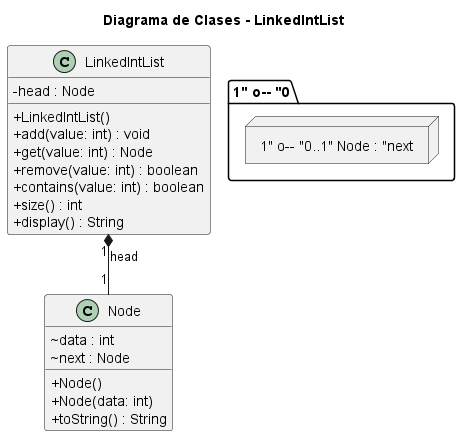 Diagrama de Clases - LinkedIntList
C LinkedIntList
-head : Node
+LinkedIntList()
+add(value: int) : void
+get(value: int) : Node
+remove(value: int) : boolean
+contains(value: int) : boolean
+size() : int
+display() : String
1" o-- "0
1" o-- "0..1" Node : "next
1
head
1
C Node
~data : int
~next : Node
+Node()
+Node(data: int)
+toString() : String